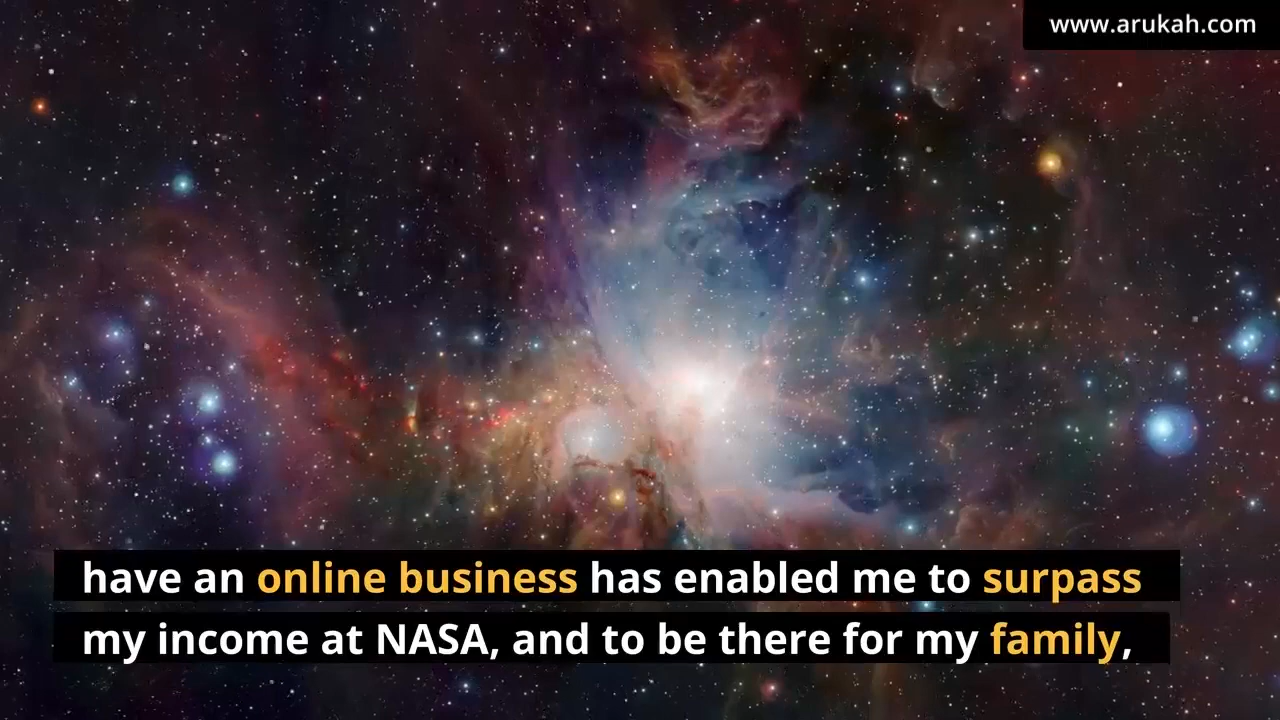 www.arukah.com
have an online business has enabled me to surpass
my income at NASA, and to be there for my family,